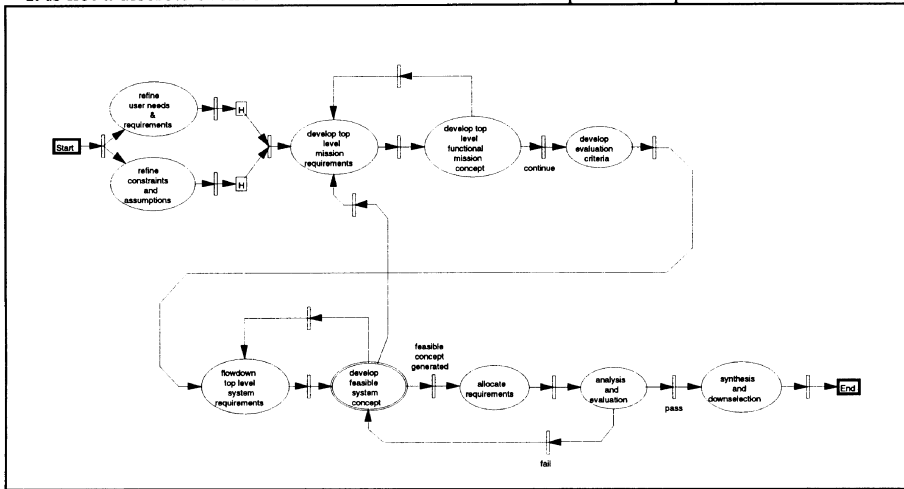 refine
user needs
&
requirements
H
Start
refine
constraints
and
assumptions
H
develop top
level
mission
requirements
develop top
level
functional
mission
concept
continue
develop
evaluation
criteria
flowdown
top level
system
requirements
develop
feasible
system
concept
feasible
concept
generated
allocate
requirements
analysis
and
evaluation
pass
fail
synthesis
and
downselection
End